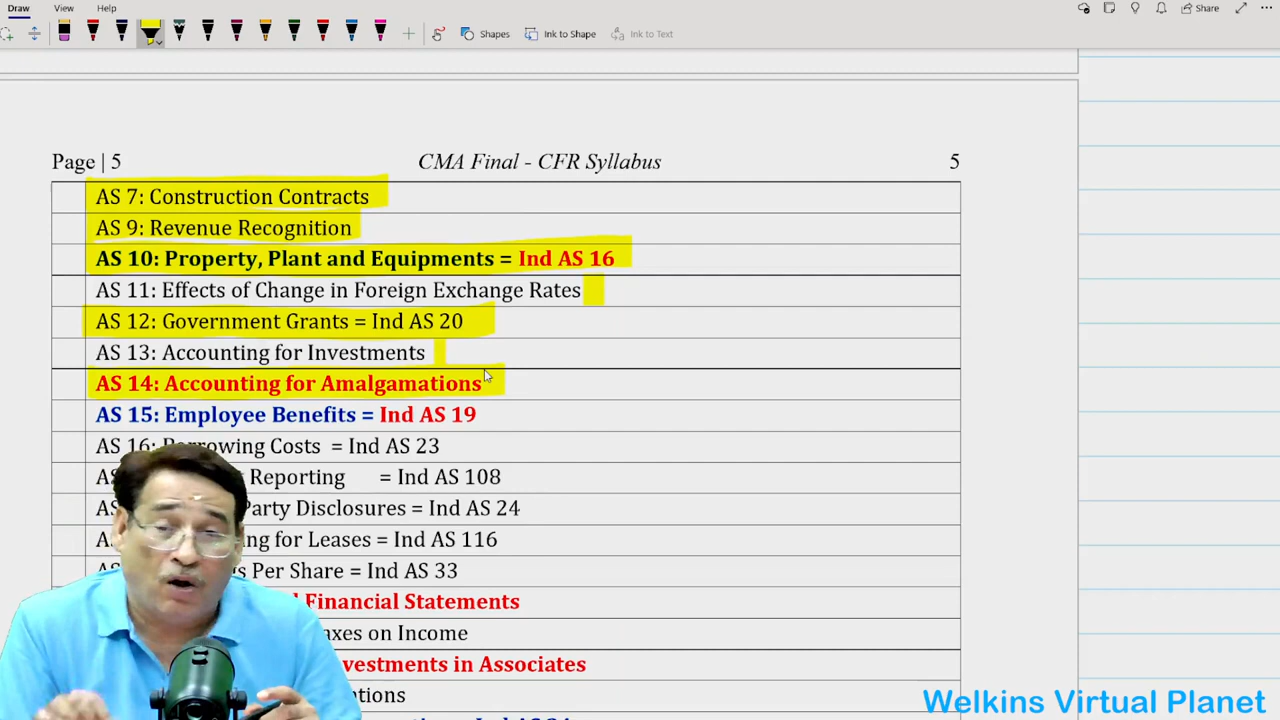 Draw View Help Share
Shapes Ink to Shape Ink to Text
Page | 5 CMA Final - CFR Syllabus 5
AS 7: Construction Contracts
AS 9: Revenue Recognition
AS 10: Property, Plant and Equipments = Ind AS 16
AS 11: Effects of Change in Foreign Exchange Rates
AS 12: Government Grants = Ind AS 20
AS 13: Accounting for Investments
AS 14: Accounting for Amalgamations
AS 15: Employee Benefits = Ind AS 19
AS 16: Borrowing Costs = Ind AS 23
Reporting = Ind AS 108
Party Disclosures = Ind AS 24
for Leases = Ind AS 116
Per Share = Ind AS 33
Financial Statements
on Income
in Associates
Welkins Virtual Planet